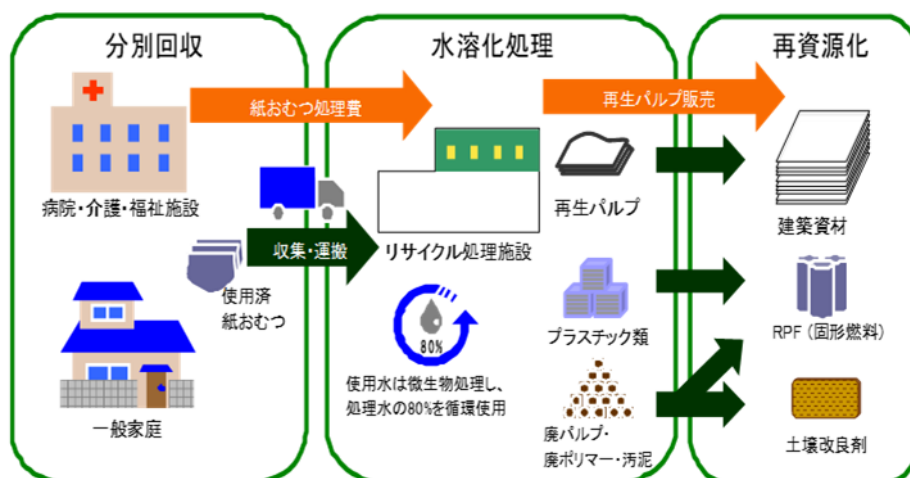 分別回収
水溶化処理
再資源化
紙おむつ処理費
再生パルプ販売
病院・介護・福祉施設
収集・運搬
使用済
紙おむつ
一般家庭
リサイクル処理施設
80%
使用水は微生物処理し、
処理水の80%を循環使用
再生パルプ
プラスチック類
廃パルプ・
廃ポリマー・汚泥
建築資材
RPF（固形燃料）
土壌改良剤